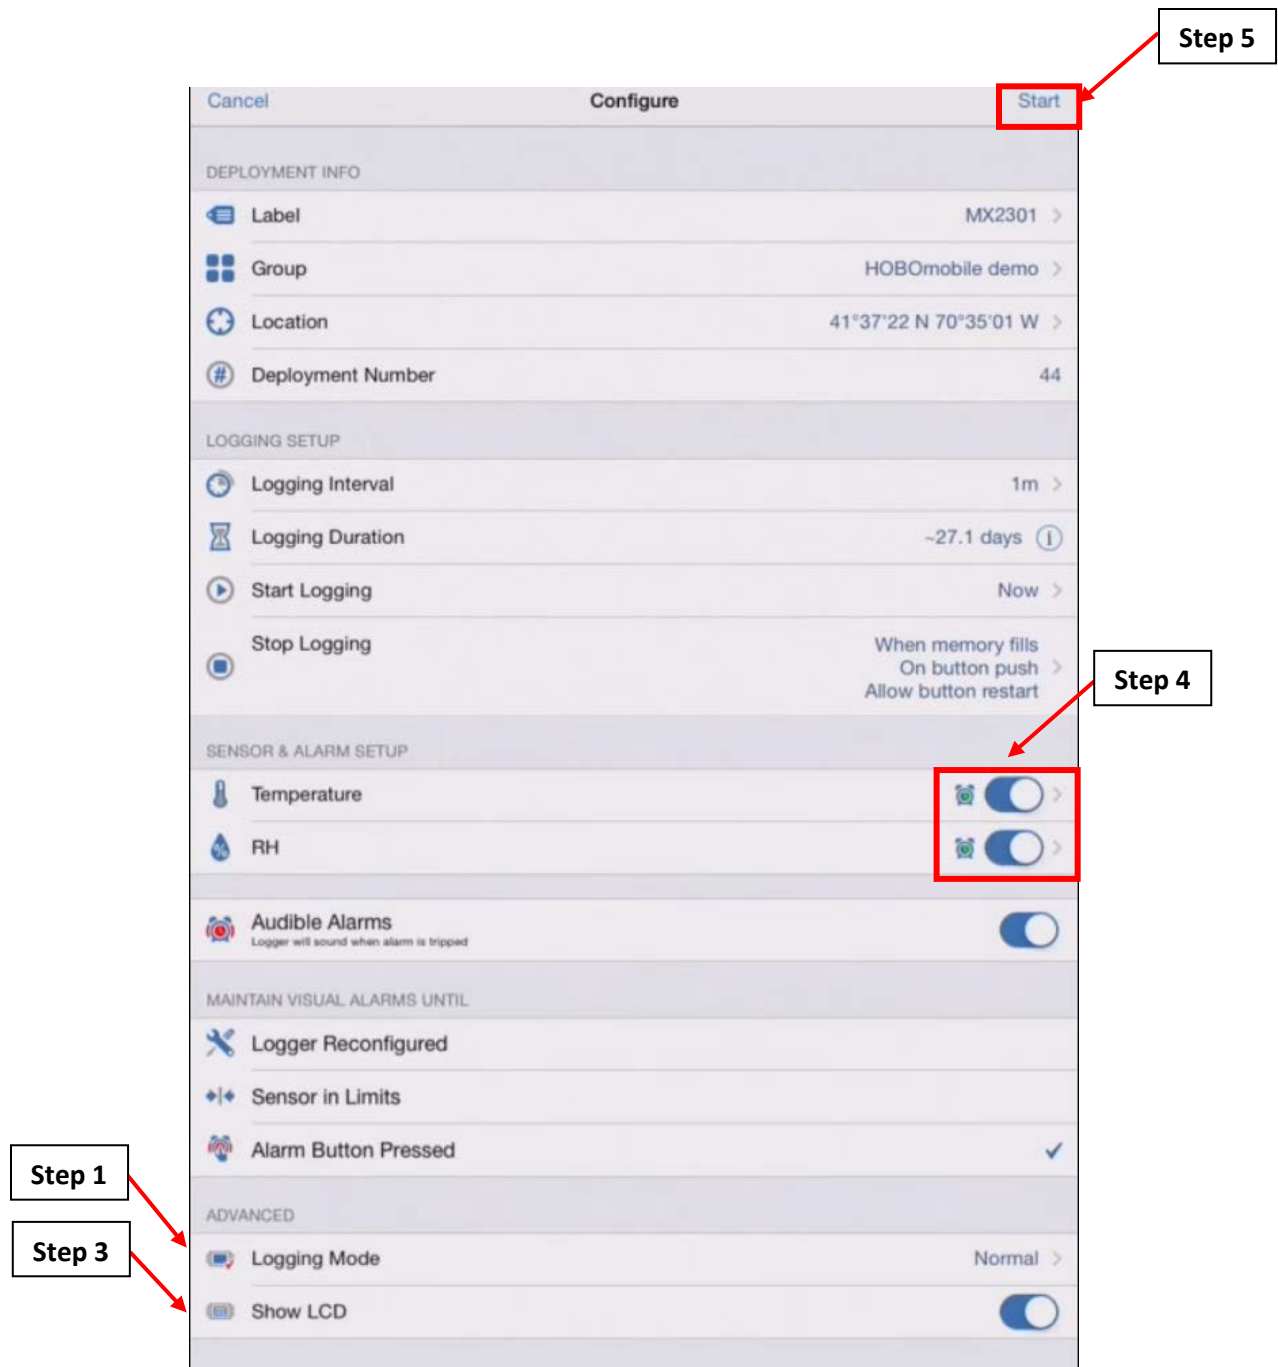 Step 5
Cancel Configure Start
DEPLOYMENT INFO
Label MX2301
Group HOBOmobile demo
Location 41°37'22 N 70°35'01 W
# Deployment Number 44
LOGGING SETUP
Logging Interval 1m
Logging Duration ~27.1 days i
Start Logging Now
Stop Logging When memory fills
On button push
Allow button restart
Step 4
SENSOR & ALARM SETUP
Temperature
% RH
Audible Alarms
Logger will sound when alarm is tripped
MAINTAIN VISUAL ALARMS UNTIL
Logger Reconfigured
Sensor in Limits
Alarm Button Pressed
Step 1
ADVANCED
Step 3
Logging Mode Normal
Show LCD